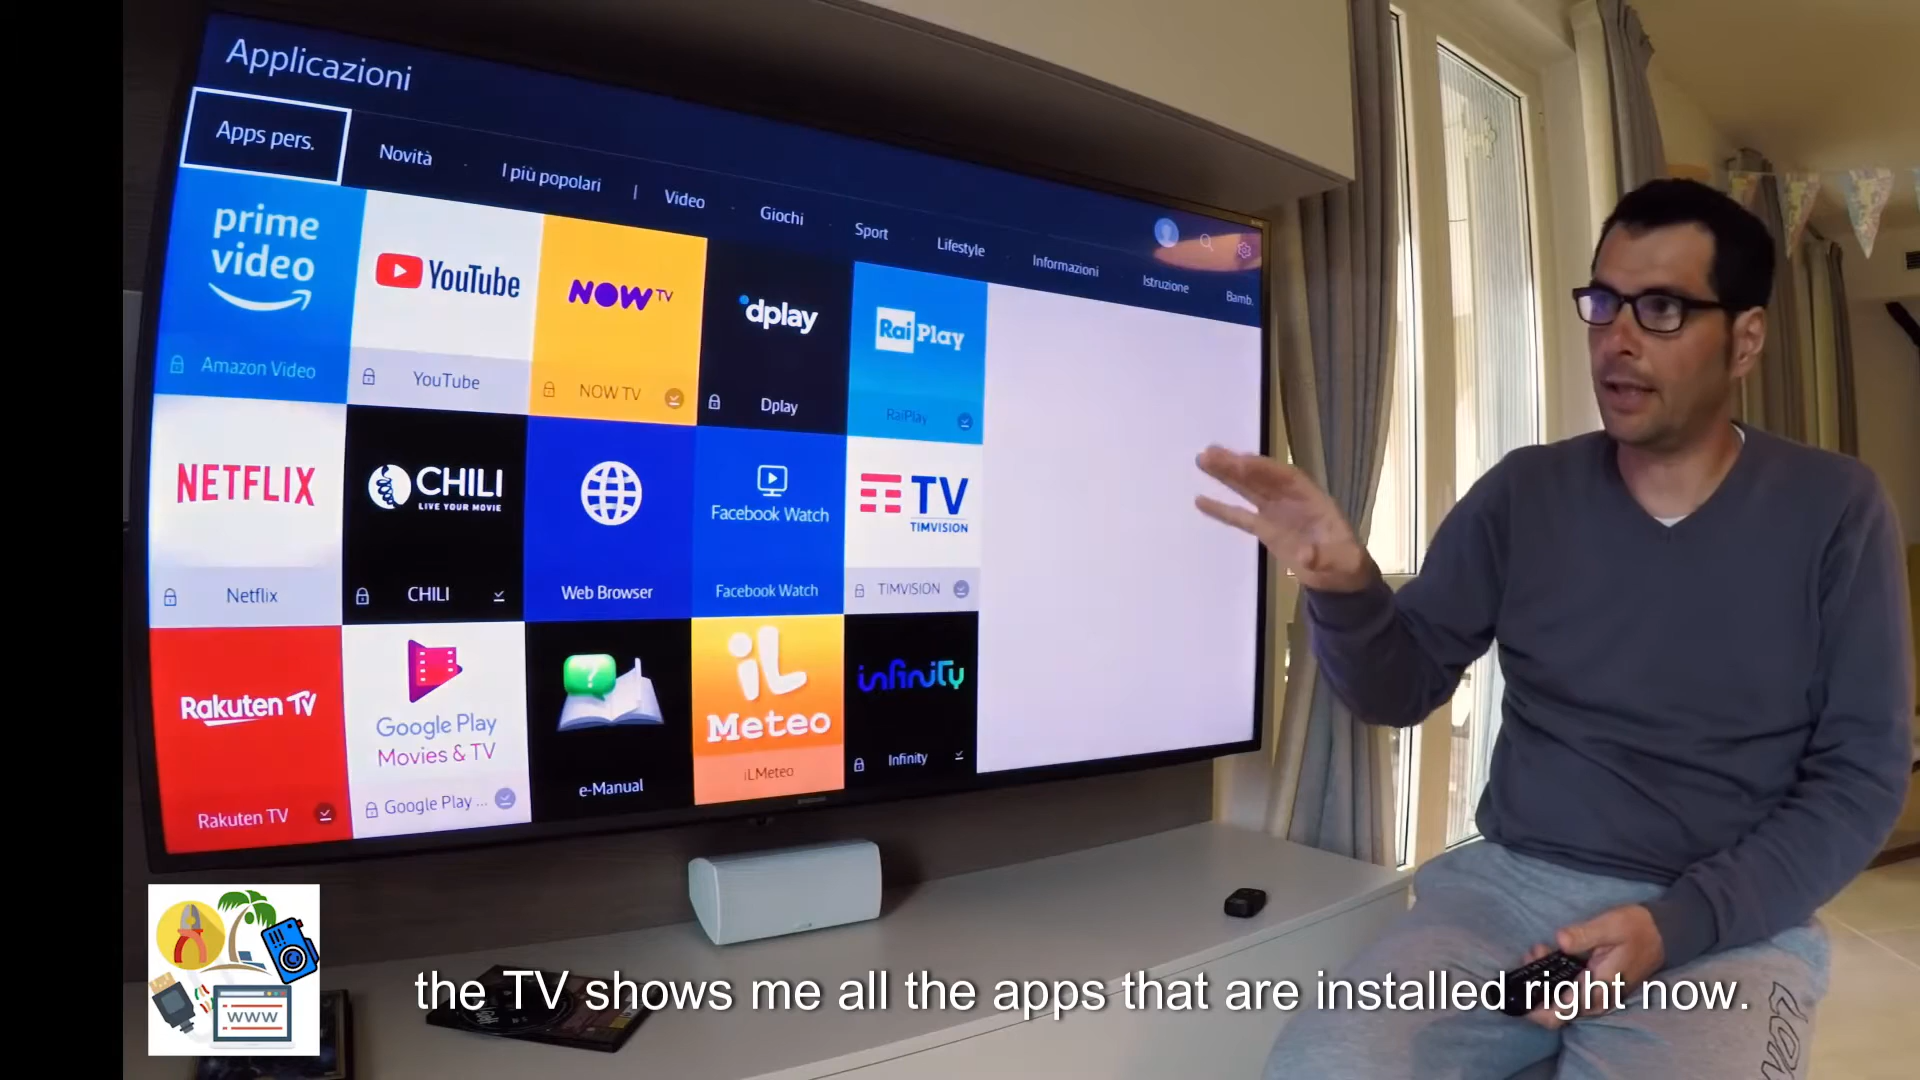 Applicazioni
Apps pers.
Novità
I più popolari
Video
Giochi
Sport
Lifestyle
Informazioni
Istruzione
Bamb.
prime
video
Amazon Video
YouTube
YouTube
NOW TV
NOW TV
dplay
Dplay
Rai Play
RaiPlay
NETFLIX
Netflix
CHILI
LIVE YOUR MOVIE
CHILI
Web Browser
Facebook Watch
Facebook Watch
TV
TIMVISION
TIMVISION
Rakuten TV
Rakuten TV
Google Play
Movies & TV
Google Play ...
?
e-Manual
iL
Meteo
iLMeteo
infinity
Infinity
www
the TV shows me all the apps that are installed right now.